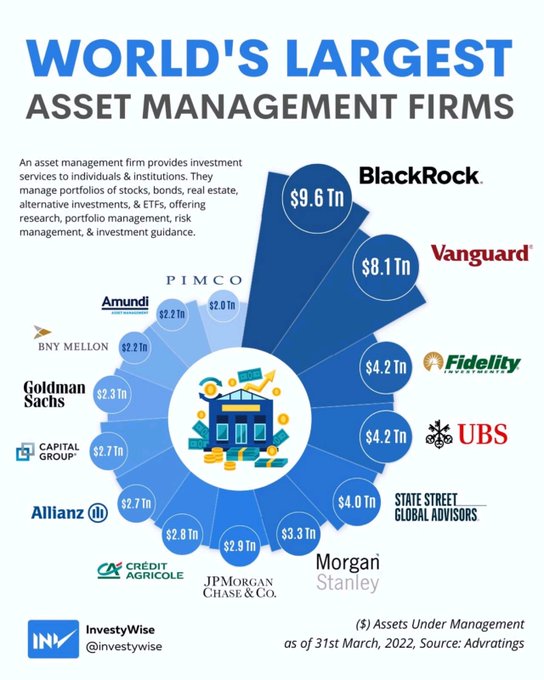 WORLD'S LARGEST
ASSET MANAGEMENT FIRMS
An asset management firm provides investment
services to individuals & institutions. They
manage portfolios of stocks, bonds, real estate,
alternative investments, & ETFs, offering
research, portfolio management, risk
management, & investment guidance.
$9.6 Tn
BlackRock.
$8.1 Tn
Vanguard®
$4.2 Tn
Fidelity
INVESTMENTS
$4.2 Tn
UBS
$4.0 Tn
STATE STREET
GLOBAL ADVISORS
$3.3 Tn
Morgan
Stanley
$2.9 Tn
JPMORGAN
CHASE & CO.
$2.8 Tn
CA
CRÉDIT
AGRICOLE
$2.7 Tn
Allianz
$2.7 Tn
CAPITAL
GROUP®
$2.3 Tn
Goldman
Sachs
$2.2 Tn
BNY MELLON
$2.2 Tn
Amundi
ASSET MANAGEMENT
$2.0 Tn
PIMCO
INV
InvestyWise
@investywise
($) Assets Under Management
as of 31st March, 2022, Source: Advratings